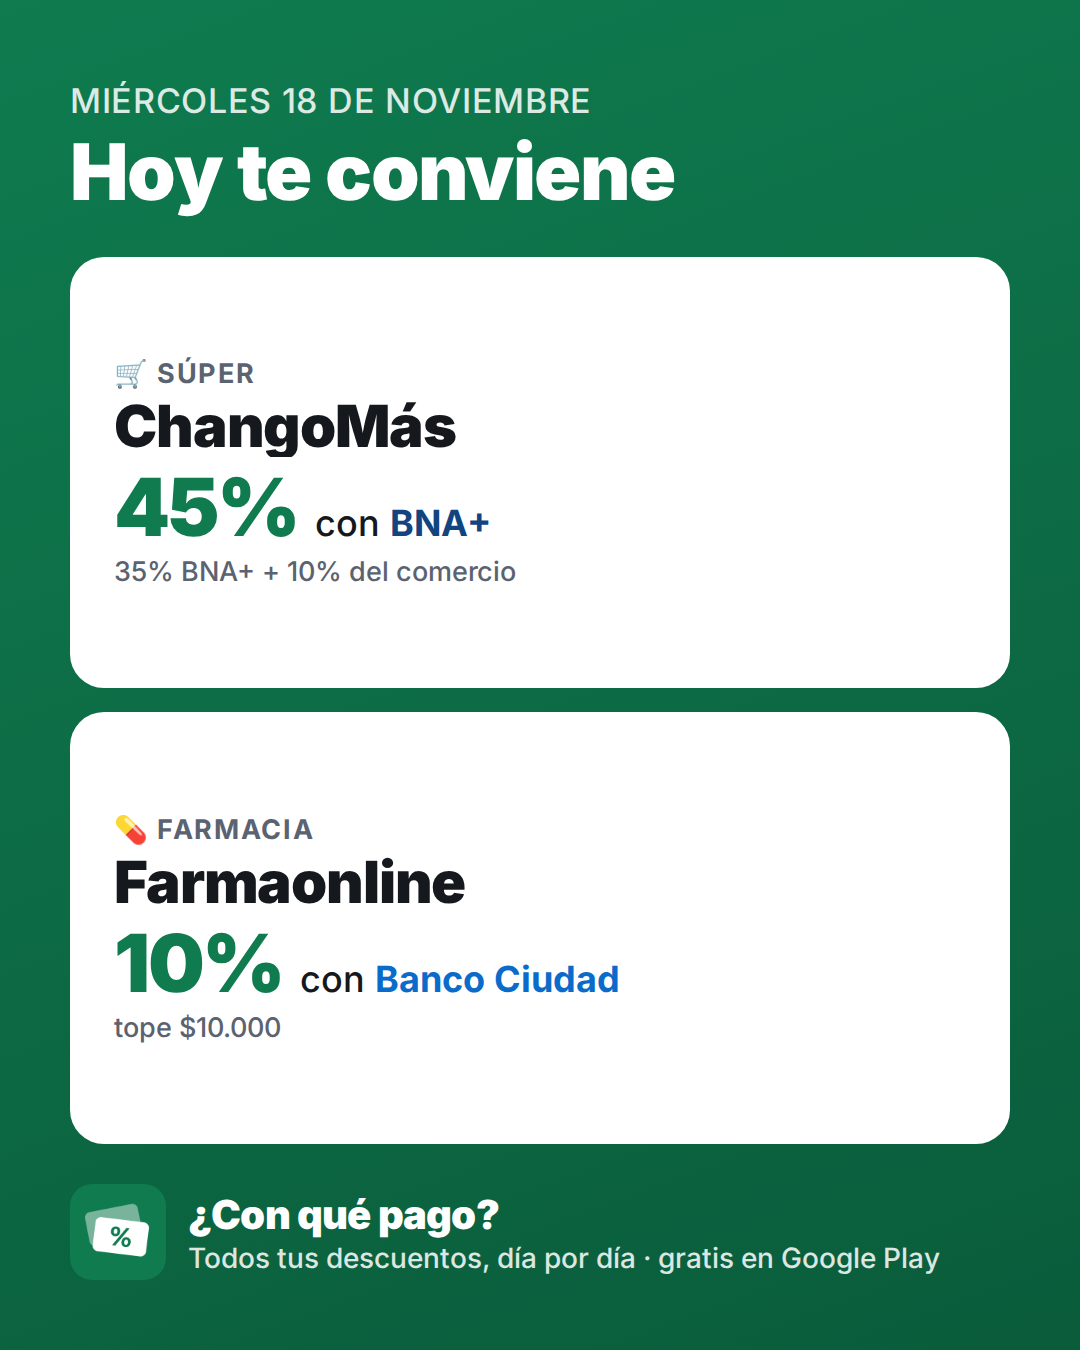 MIÉRCOLES 18 DE NOVIEMBRE
Hoy te conviene
🛒 SÚPER
ChangoMás
45% con BNA+
35% BNA+ + 10% del comercio
💊 FARMACIA
Farmaonline
10% con Banco Ciudad
tope $10.000
%
¿Con qué pago?
Todos tus descuentos, día por día · gratis en Google Play